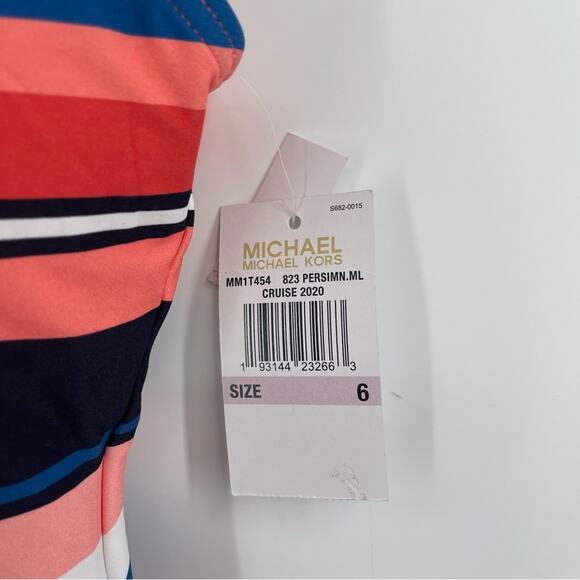 S682-0015
MICHAEL
MICHAEL KORS
MM1T454 823 PERSIMN.ML
CRUISE 2020
1 93144 23266 3
SIZE 6